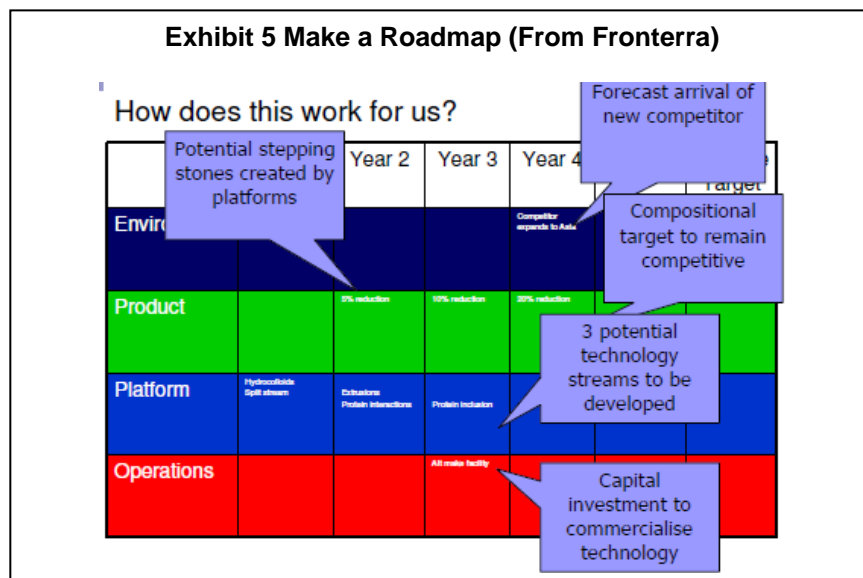 Exhibit 5 Make a Roadmap (From Fronterra)
How does this work for us?
Forecast arrival of
new competitor
Potential stepping
stones created by
platforms
Year 2
Year 3
Year 4
Target
Compositional
target to remain
competitive
Competitor
expands to Asia
Product
5% reduction
10% reduction
20% reduction
3 potential
technology
streams to be
developed
Platform
Hydrocolloids
Split stream
Extrusions
Protein interactions
Protein inclusion
Operations
Alt make facility
Capital
investment to
commercialise
technology